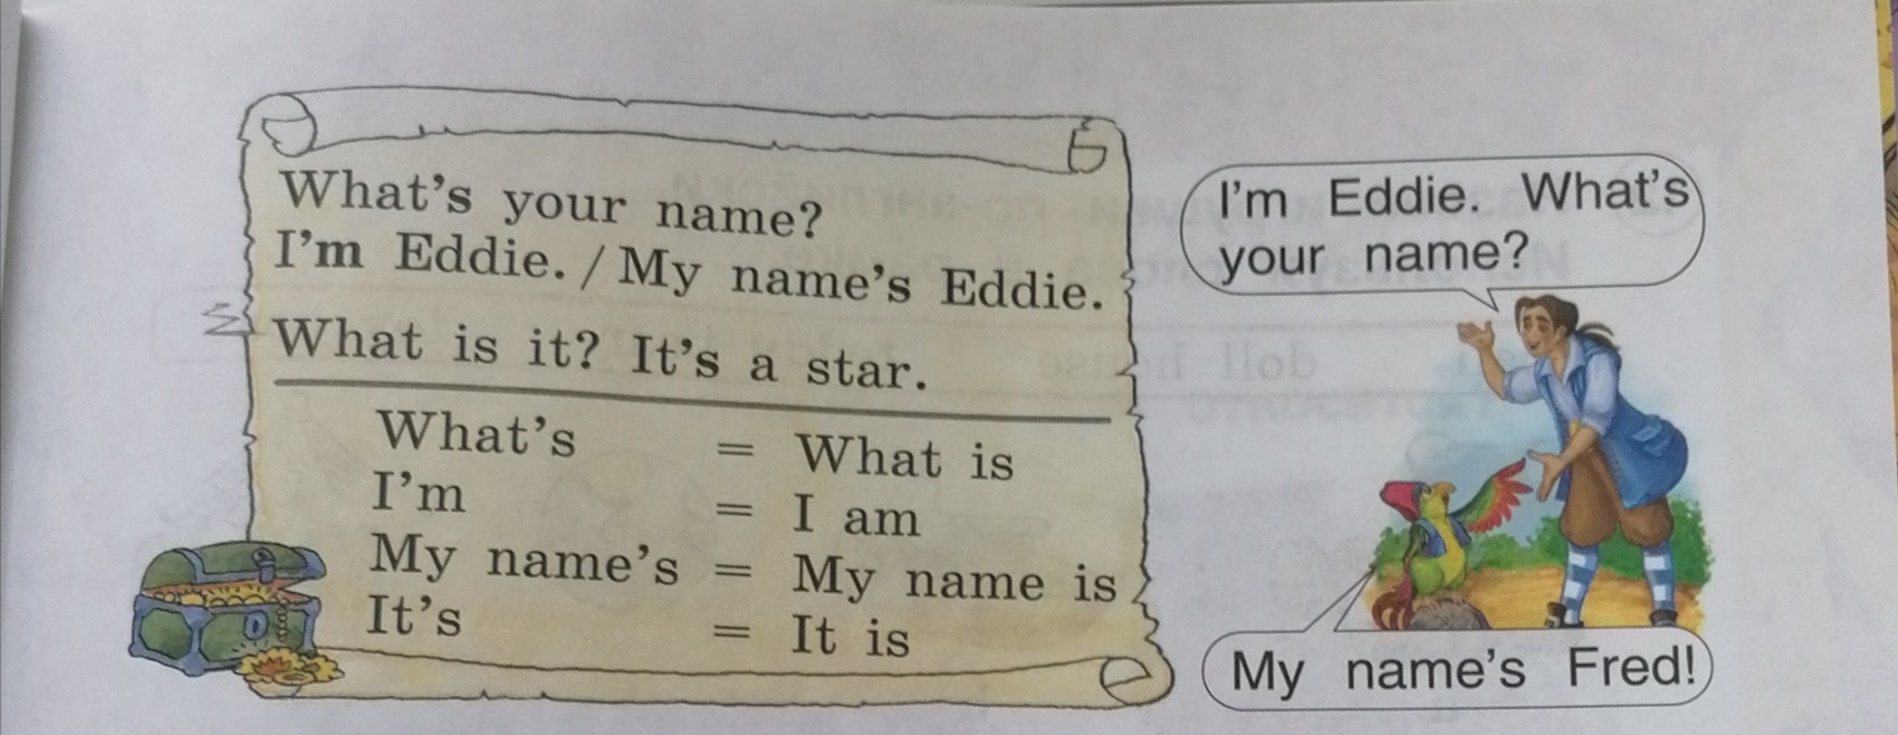 What's your name?
I'm Eddie. / My name's Eddie.
What is it? It's a star.
What's = What is
I'm = I am
My name's = My name is
It's = It is
I'm Eddie. What's
your name?
My name's Fred!